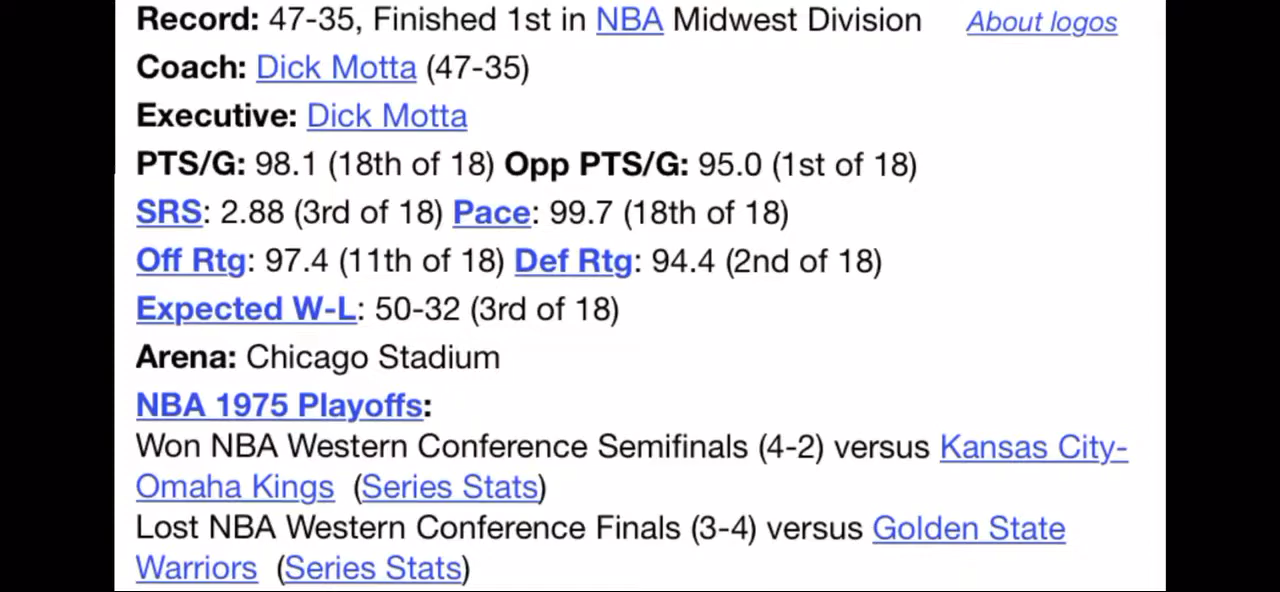 Record: 47-35, Finished 1st in NBA Midwest Division About logos
Coach: Dick Motta (47-35)
Executive: Dick Motta
PTS/G: 98.1 (18th of 18) Opp PTS/G: 95.0 (1st of 18)
SRS: 2.88 (3rd of 18) Pace: 99.7 (18th of 18)
Off Rtg: 97.4 (11th of 18) Def Rtg: 94.4 (2nd of 18)
Expected W-L: 50-32 (3rd of 18)
Arena: Chicago Stadium
NBA 1975 Playoffs:
Won NBA Western Conference Semifinals (4-2) versus Kansas City-
Omaha Kings (Series Stats)
Lost NBA Western Conference Finals (3-4) versus Golden State
Warriors (Series Stats)